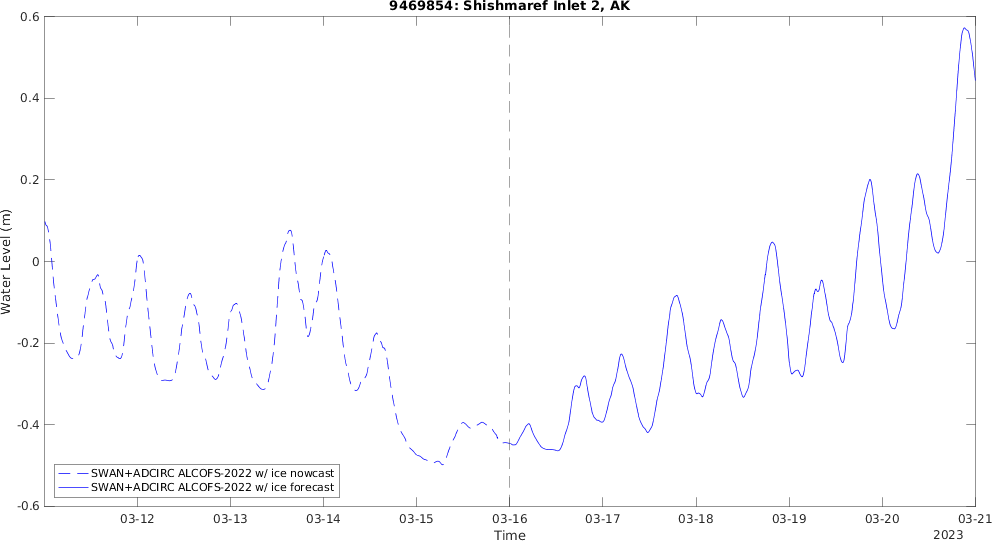 9469854: Shishmaref Inlet 2, AK
0.6
0.4
0.2
0
-0.2
-0.4
-0.6
Water Level (m)
SWAN+ADCIRC ALCOFS-2022 w/ ice nowcast
SWAN+ADCIRC ALCOFS-2022 w/ ice forecast
03-12 03-13 03-14 03-15 03-16 03-17 03-18 03-19 03-20 03-21
Time
2023